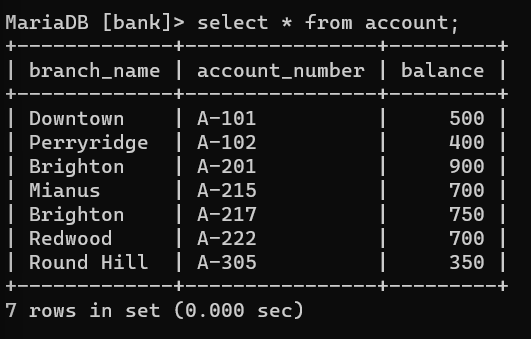 MariaDB [bank]> select * from account;
+-------------+----------------+---------+
| branch_name | account_number | balance |
+-------------+----------------+---------+
| Downtown    | A-101          |     500 |
| Perryridge  | A-102          |     400 |
| Brighton    | A-201          |     900 |
| Mianus      | A-215          |     700 |
| Brighton    | A-217          |     750 |
| Redwood     | A-222          |     700 |
| Round Hill  | A-305          |     350 |
+-------------+----------------+---------+
7 rows in set (0.000 sec)